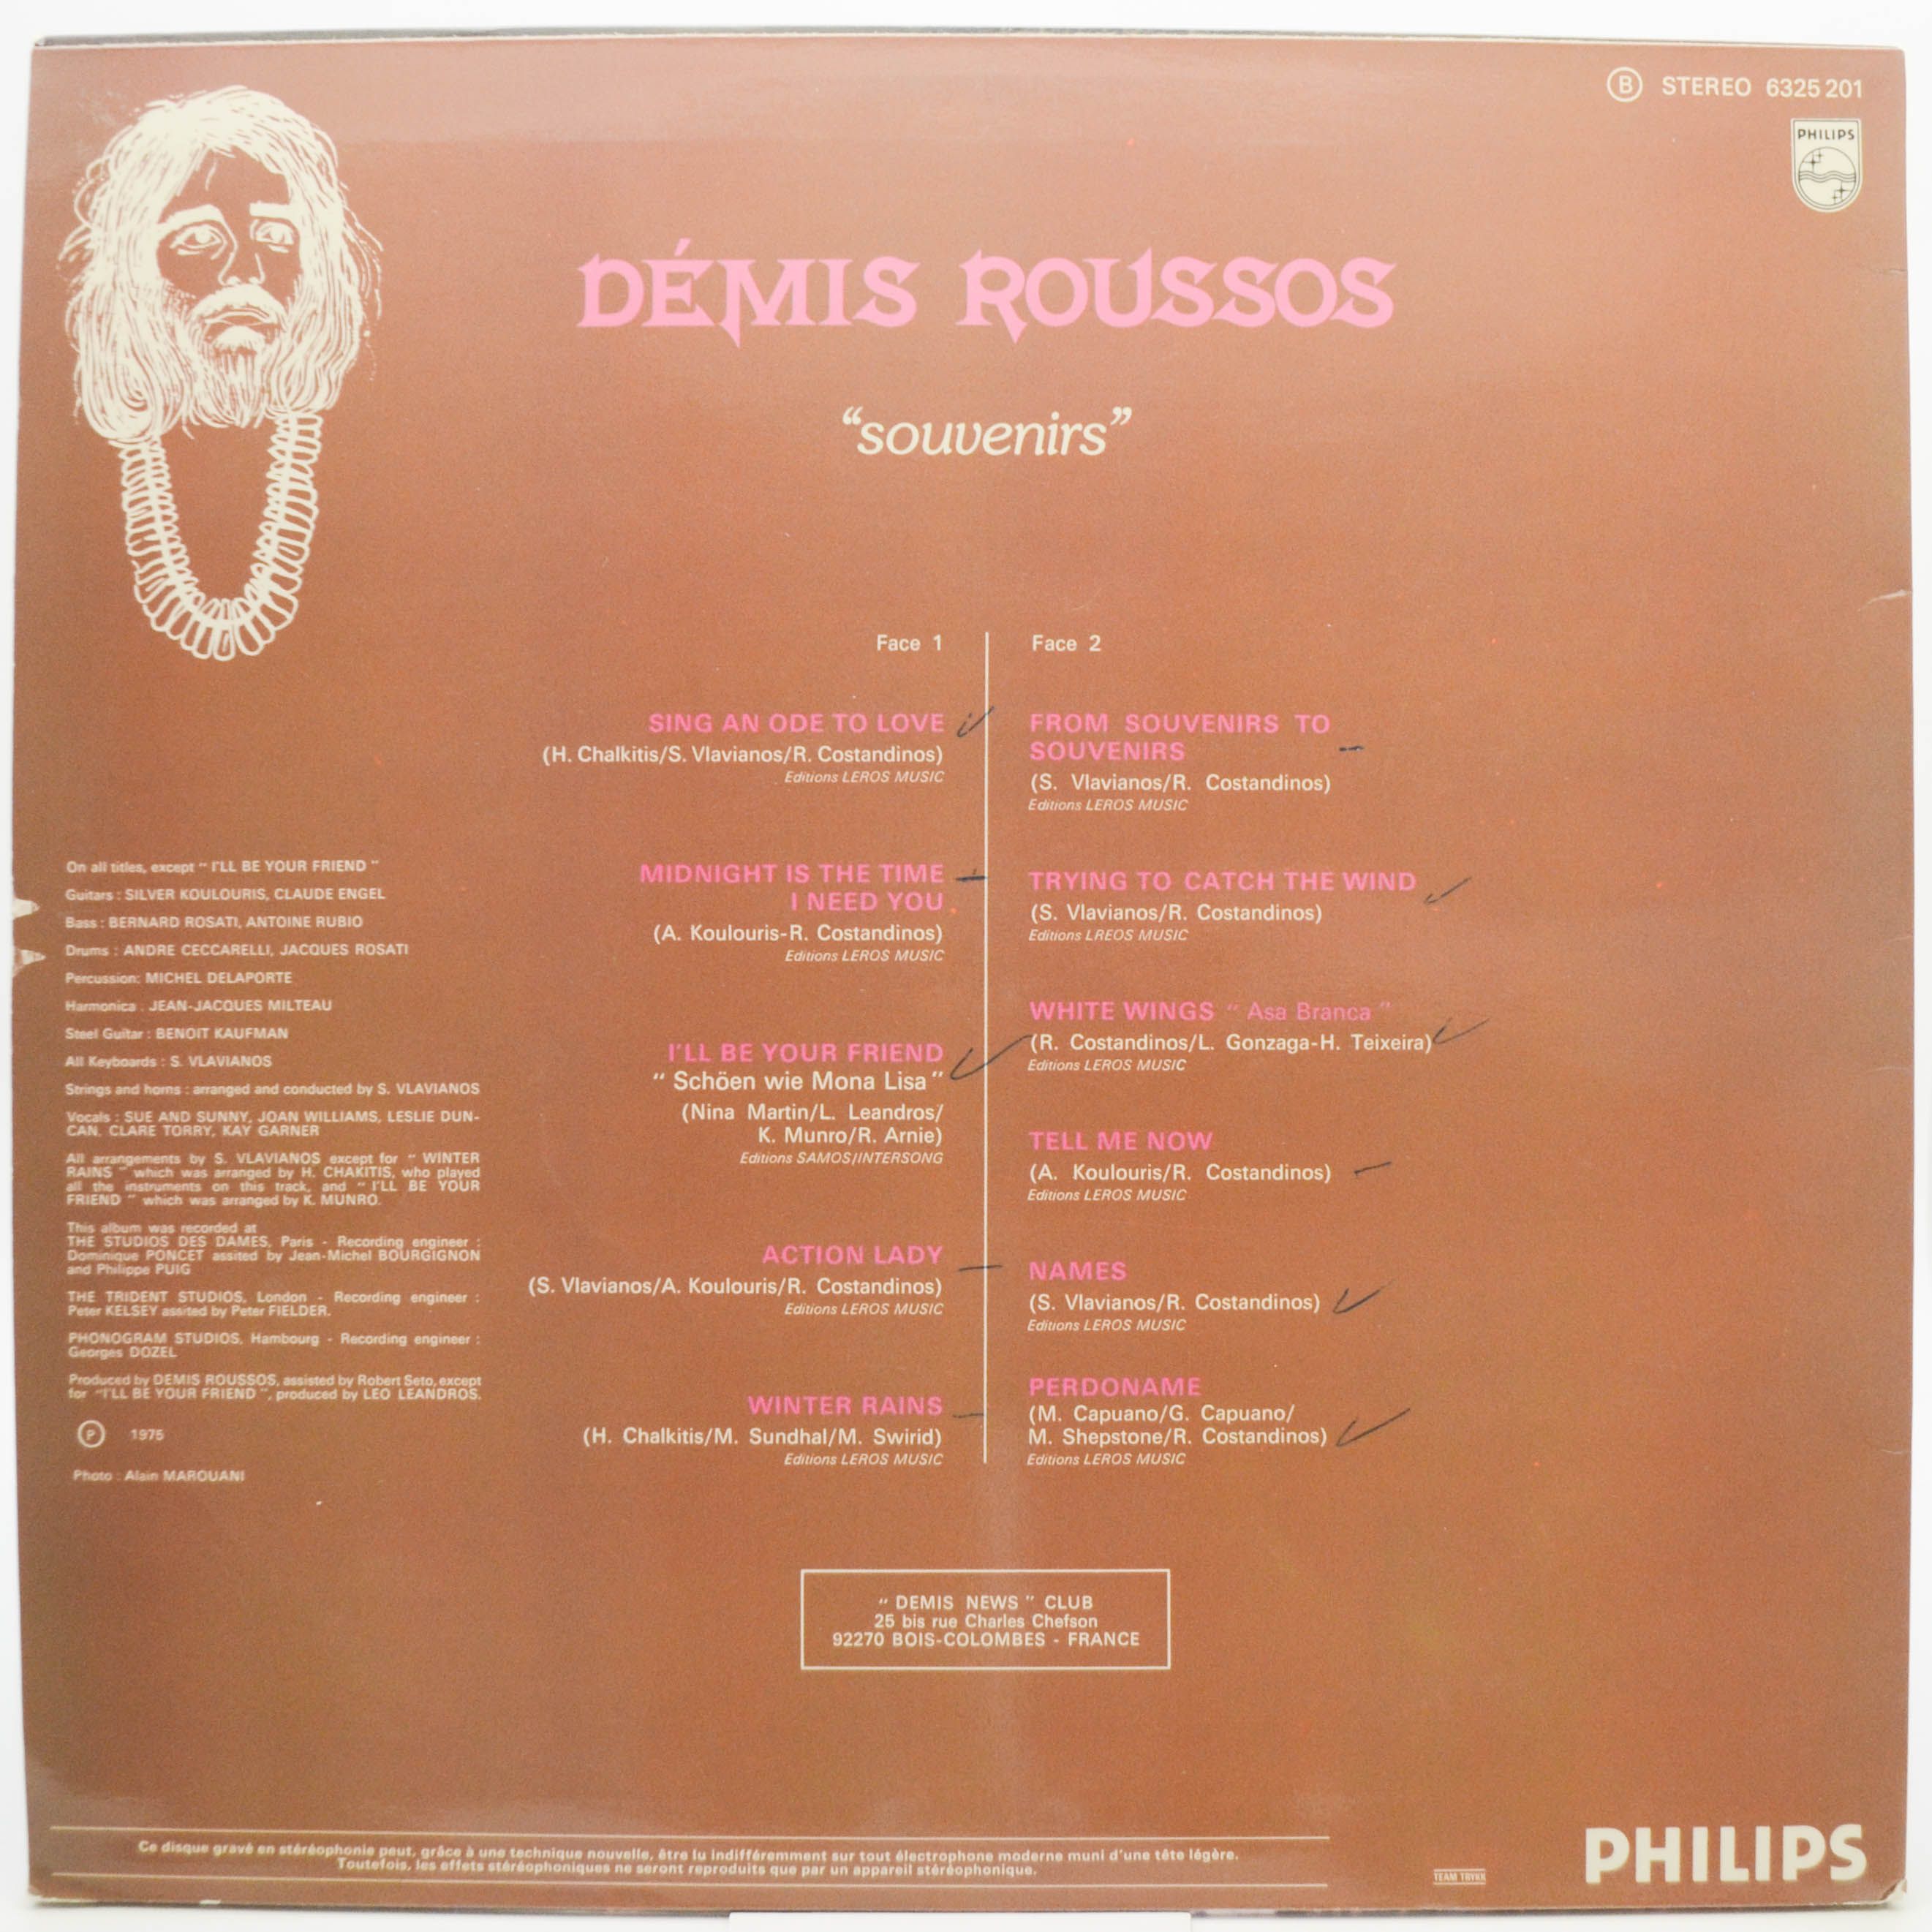 B STEREO 6325 201
PHILIPS
DÉMIS ROUSSOS
“souvenirs”
Face 1
SING AN ODE TO LOVE
(H. Chalkitis/S. Vlavianos/R. Costandinos)
Editions LEROS MUSIC
MIDNIGHT IS THE TIME
I NEED YOU
(A. Koulouris-R. Costandinos)
Editions LEROS MUSIC
I'LL BE YOUR FRIEND
“ Schöen wie Mona Lisa ”
(Nina Martin/L. Leandros/
K. Munro/R. Arnie)
Editions SAMOS/INTERSONG
ACTION LADY
(S. Vlavianos/A. Koulouris/R. Costandinos)
Editions LEROS MUSIC
WINTER RAINS
(H. Chalkitis/M. Sundhal/M. Swirid)
Editions LEROS MUSIC
Face 2
FROM SOUVENIRS TO
SOUVENIRS
(S. Vlavianos/R. Costandinos)
Editions LEROS MUSIC
TRYING TO CATCH THE WIND
(S. Vlavianos/R. Costandinos)
Editions LREOS MUSIC
WHITE WINGS “ Asa Branca ”
(R. Costandinos/L. Gonzaga-H. Teixeira)
Editions LEROS MUSIC
TELL ME NOW
(A. Koulouris/R. Costandinos)
Editions LEROS MUSIC
NAMES
(S. Vlavianos/R. Costandinos)
Editions LEROS MUSIC
PERDONAME
(M. Capuano/G. Capuano/
M. Shepstone/R. Costandinos)
Editions LEROS MUSIC
On all titles, except “ I'LL BE YOUR FRIEND ”
Guitars : SILVER KOULOURIS, CLAUDE ENGEL
Bass : BERNARD ROSATI, ANTOINE RUBIO
Drums : ANDRE CECCARELLI, JACQUES ROSATI
Percussion: MICHEL DELAPORTE
Harmonica : JEAN-JACQUES MILTEAU
Steel Guitar : BENOIT KAUFMAN
All Keyboards : S. VLAVIANOS
Strings and horns : arranged and conducted by S. VLAVIANOS
Vocals : SUE AND SUNNY, JOAN WILLIAMS, LESLIE DUN-
CAN, CLARE TORRY, KAY GARNER
All arrangements by S. VLAVIANOS except for “ WINTER
RAINS ” which was arranged by H. CHAKITIS, who played
all the instruments on this track, and “ I'LL BE YOUR
FRIEND ” which was arranged by K. MUNRO.
This album was recorded at
THE STUDIOS DES DAMES, Paris - Recording engineer :
Dominique PONCET assited by Jean-Michel BOURGIGNON
and Philippe PUIG
THE TRIDENT STUDIOS, London - Recording engineer :
Peter KELSEY assited by Peter FIELDER.
PHONOGRAM STUDIOS, Hambourg - Recording engineer :
Georges DOZEL
Produced by DEMIS ROUSSOS, assisted by Robert Seto, except
for “I'LL BE YOUR FRIEND ”, produced by LEO LEANDROS.
℗ 1975
Photo : Alain MAROUANI
“ DEMIS NEWS ” CLUB
25 bis rue Charles Chefson
92270 BOIS-COLOMBES - FRANCE
Ce disque gravé en stéréophonie peut, grâce à une technique nouvelle, être lu indifféremment sur tout électrophone moderne muni d'une tête légère.
Toutefois, les effets stéréophoniques ne seront reproduits que par un appareil stéréophonique.
TEAM TRYKK
PHILIPS